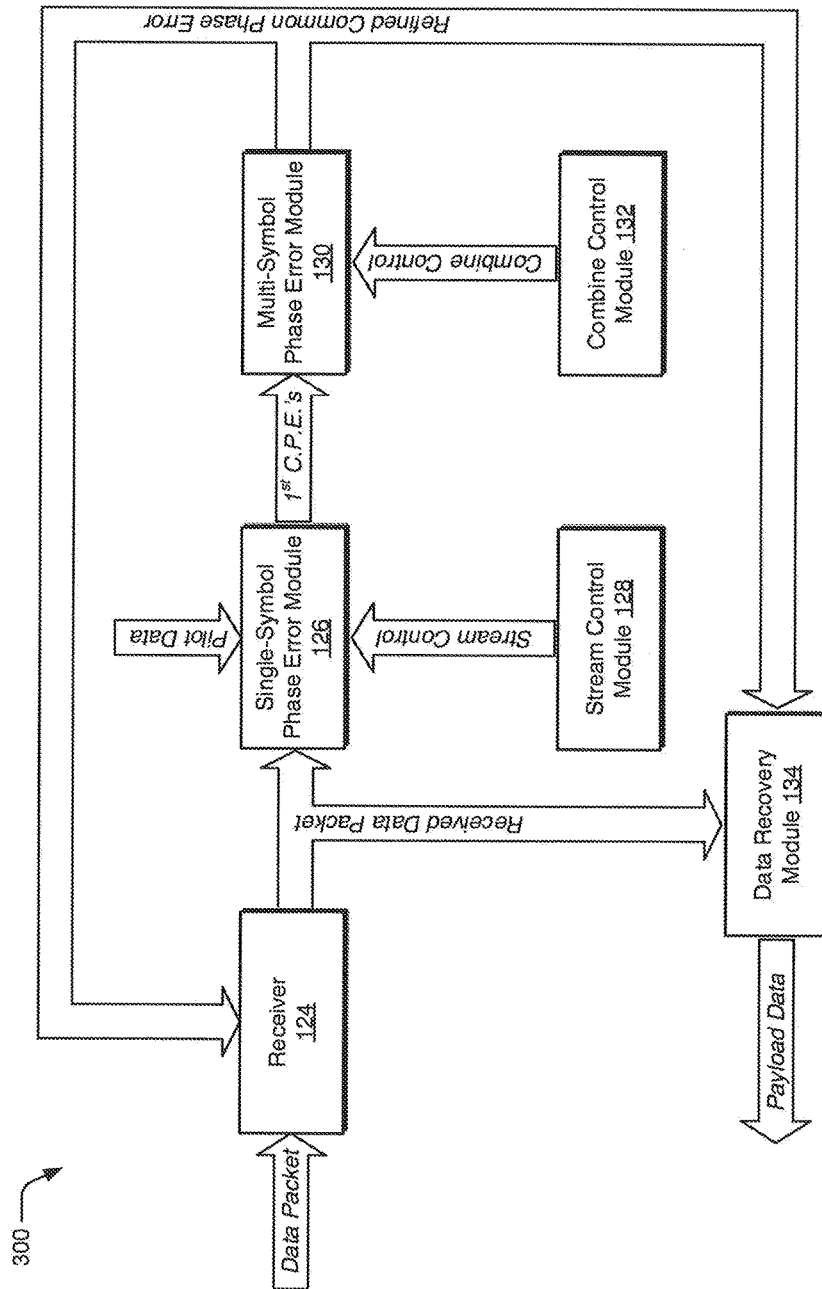 300
Data Packet
Receiver
124
Received Data Packet
Pilot Data
Single-Symbol
Phase Error Module
126
Stream Control
Stream Control
Module 128
1st C.P.E.'s
Multi-Symbol
Phase Error Module
130
Combine Control
Combine Control
Module 132
Refined Common Phase Error
Data Recovery
Module 134
Payload Data